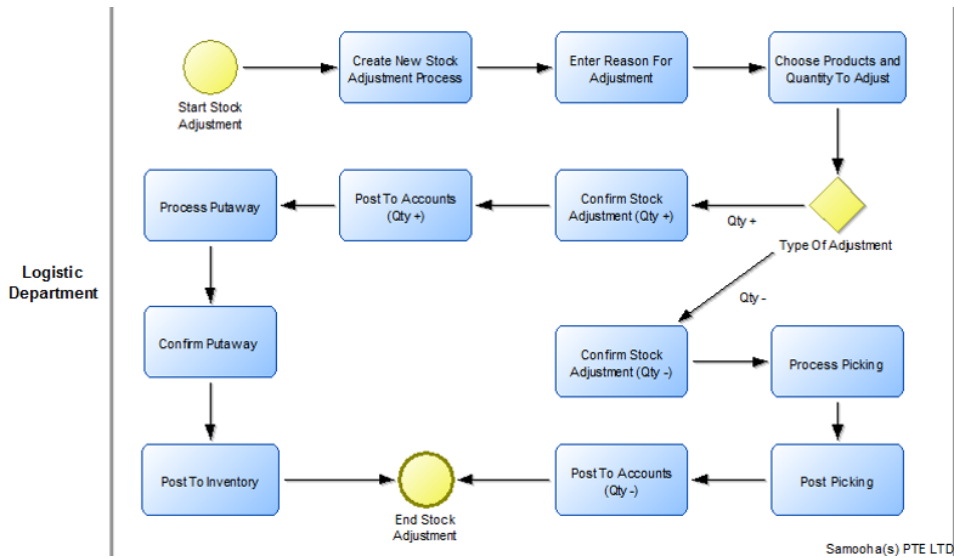 Create New Stock
Adjustment Process
Enter Reason For
Adjustment
Choose Products and
Quantity To Adjust
Start Stock
Adjustment
Process Putaway
Post To Accounts
(Qty +)
Confirm Stock
Adjustment (Qty +)
Qty +
Type Of Adjustment
Logistic
Department
Qty -
Confirm Putaway
Confirm Stock
Adjustment (Qty -)
Process Picking
Post To Inventory
End Stock
Adjustment
Post To Accounts
(Qty -)
Post Picking
Samooha(s) PTE LTD